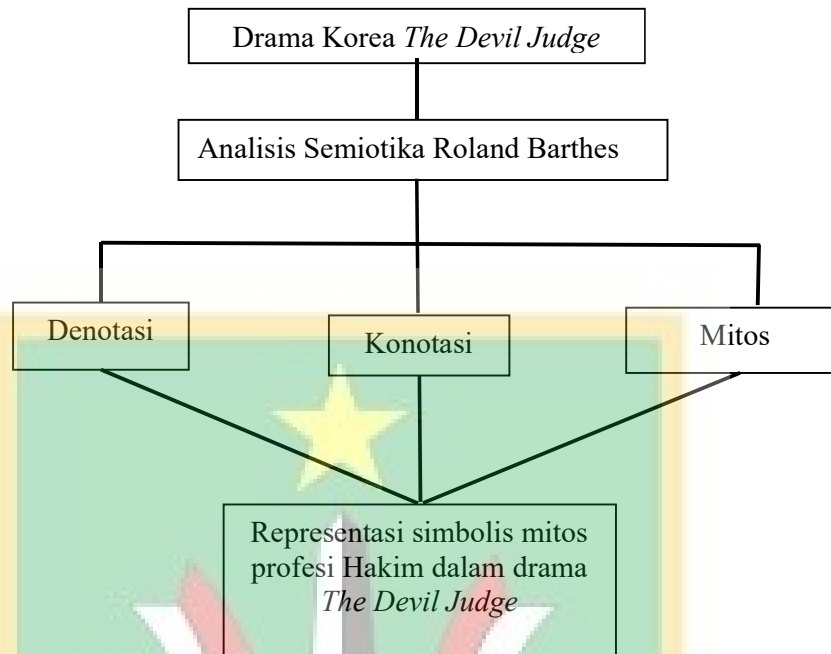 Drama Korea The Devil Judge
Analisis Semiotika Roland Barthes
Denotasi
Konotasi
Mitos
Representasi simbolis mitos
profesi Hakim dalam drama
The Devil Judge